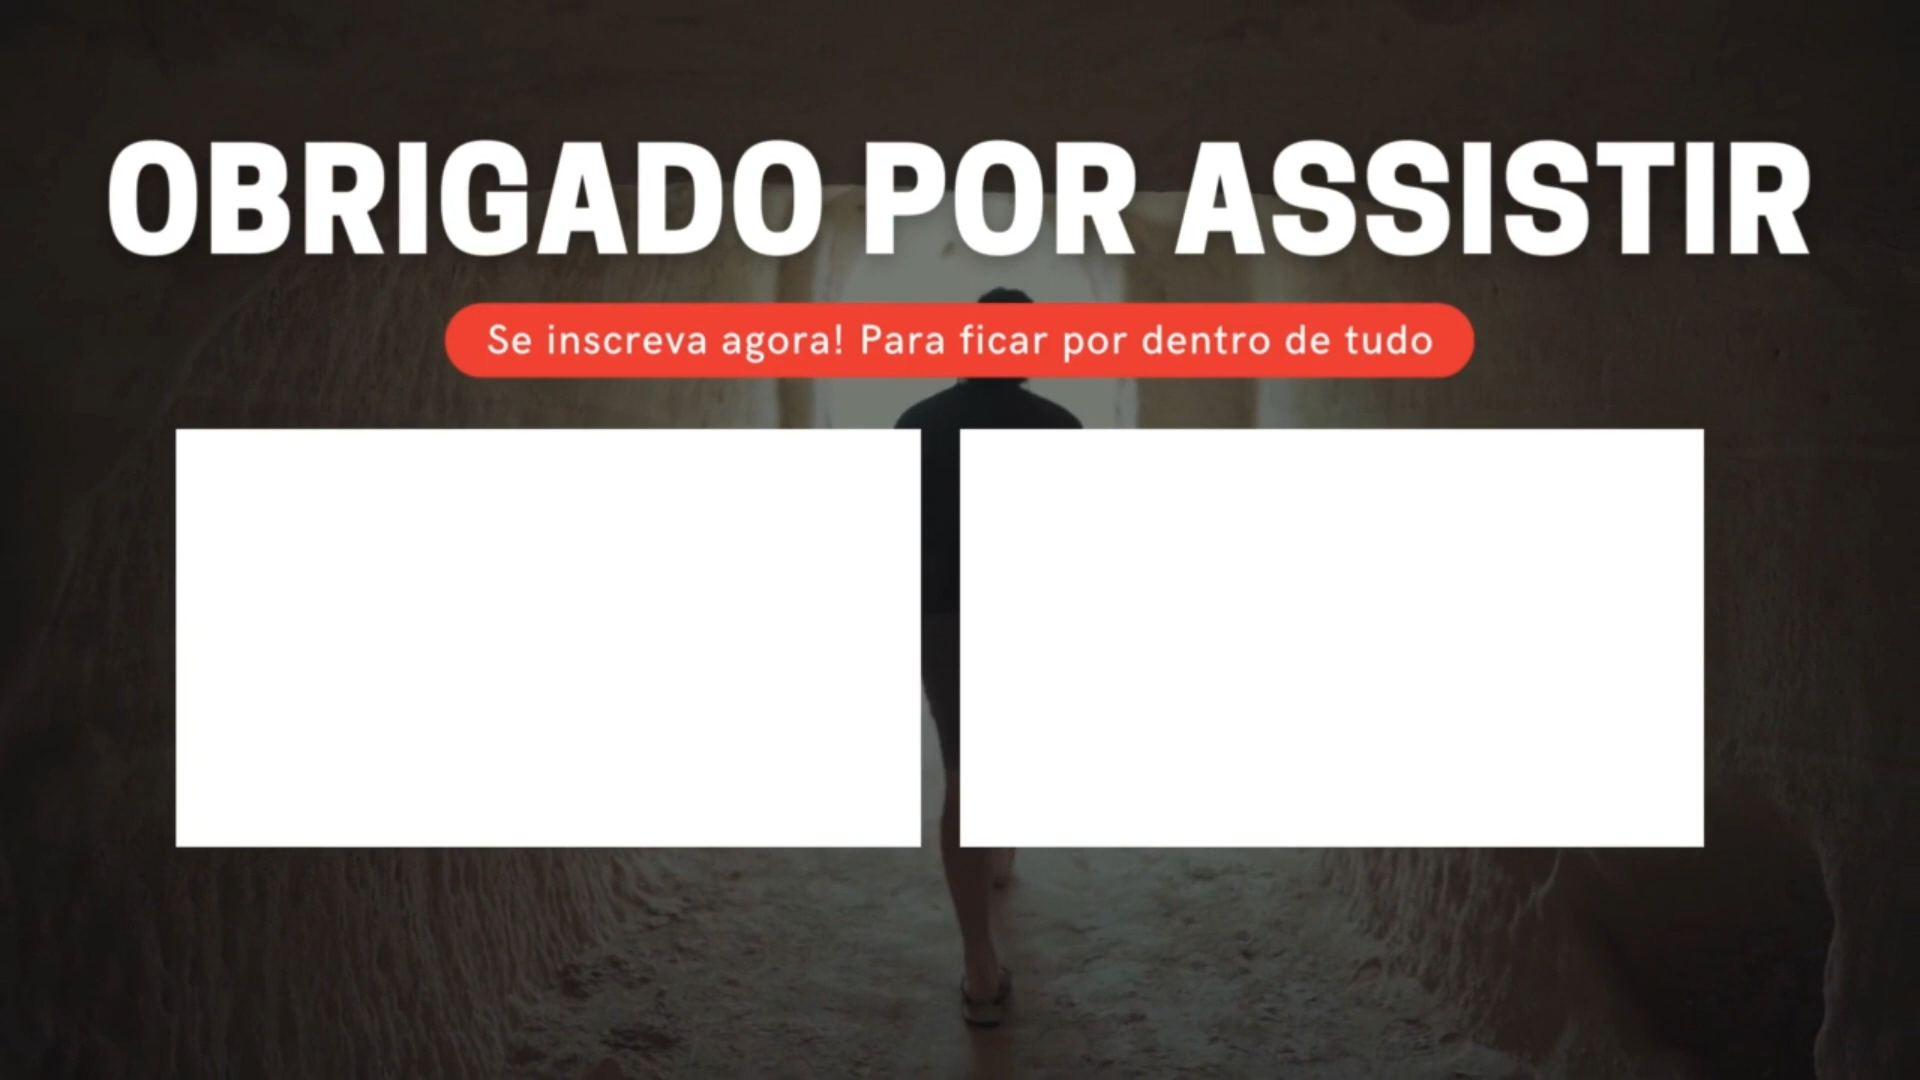 OBRIGADO POR ASSISTIR
Se inscreva agora! Para ficar por dentro de tudo